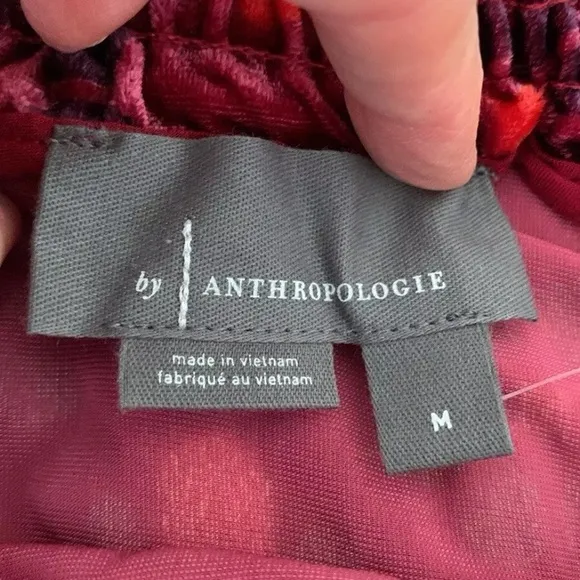 by ANTHROPOLOGIE
made in vietnam
fabriqué au vietnam
M